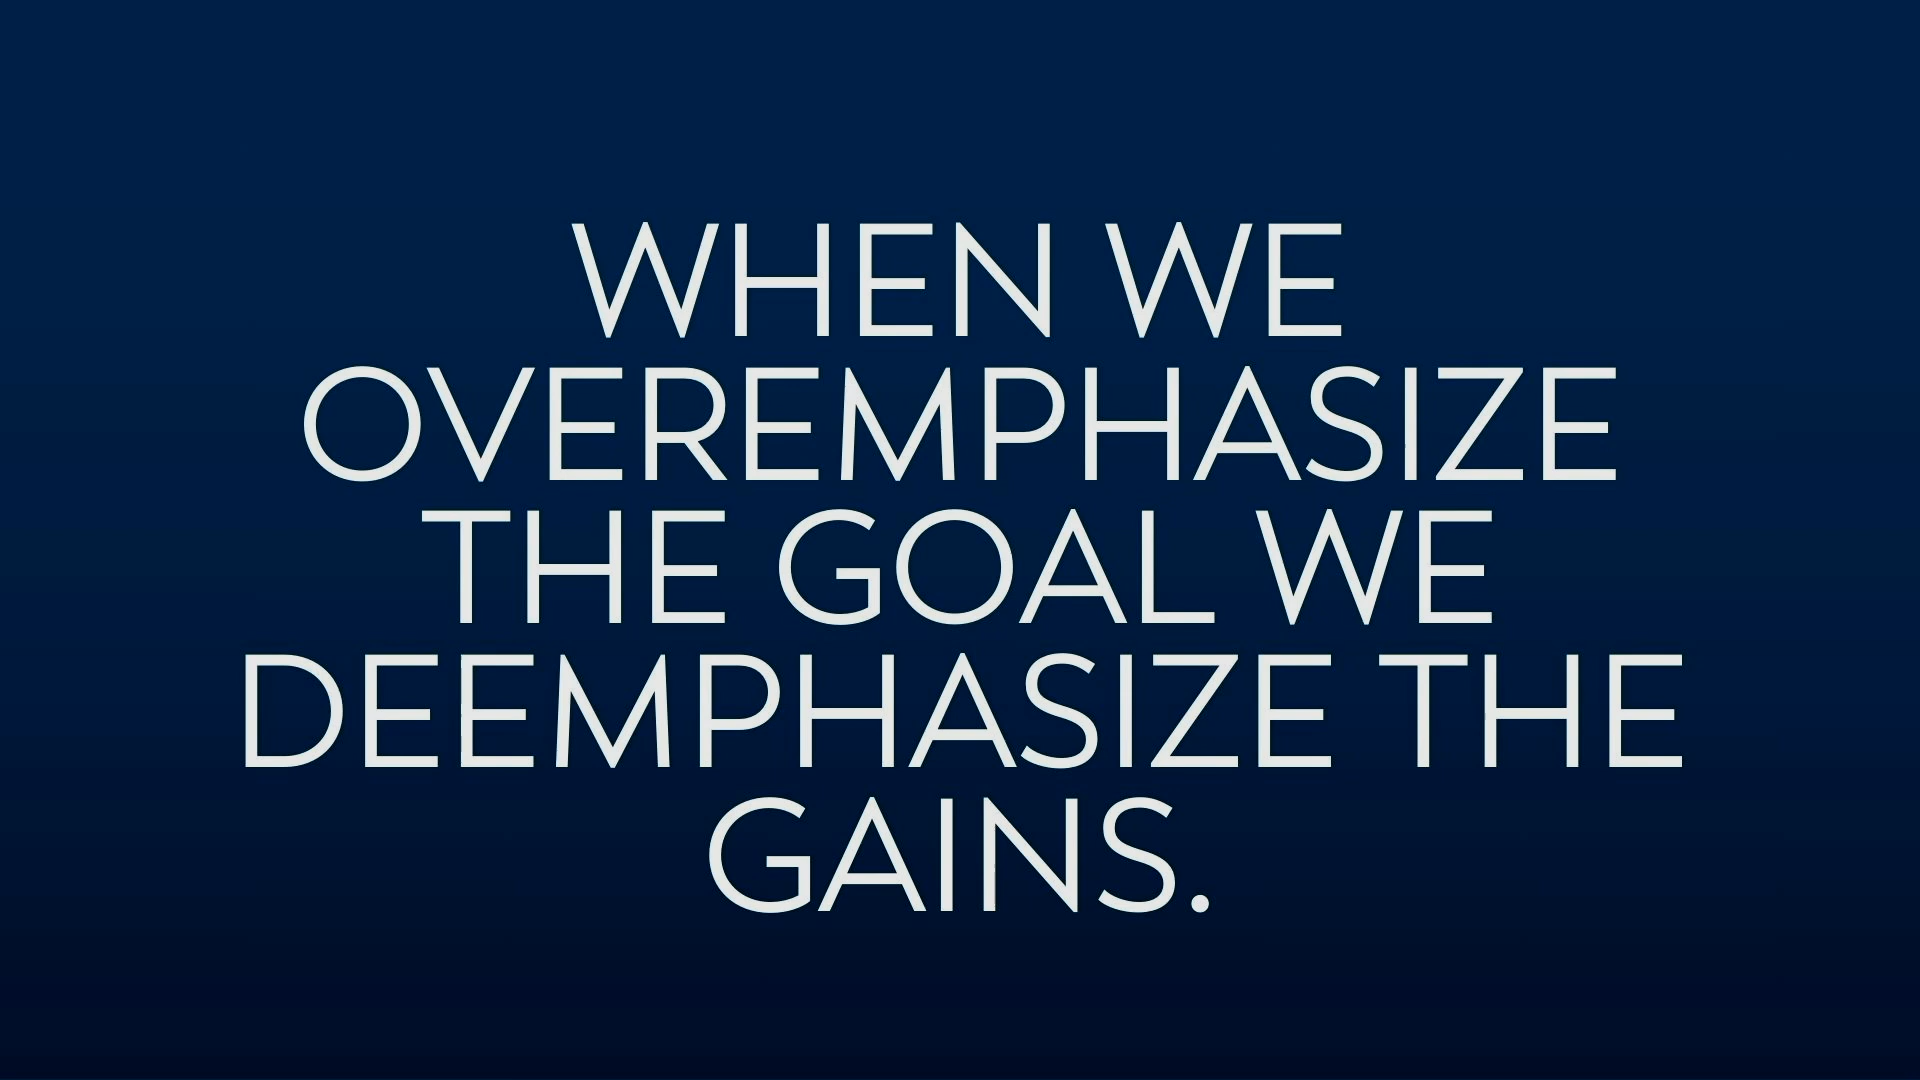 WHEN WE
OVEREMPHASIZE
THE GOAL WE
DEEMPHASIZE THE
GAINS.